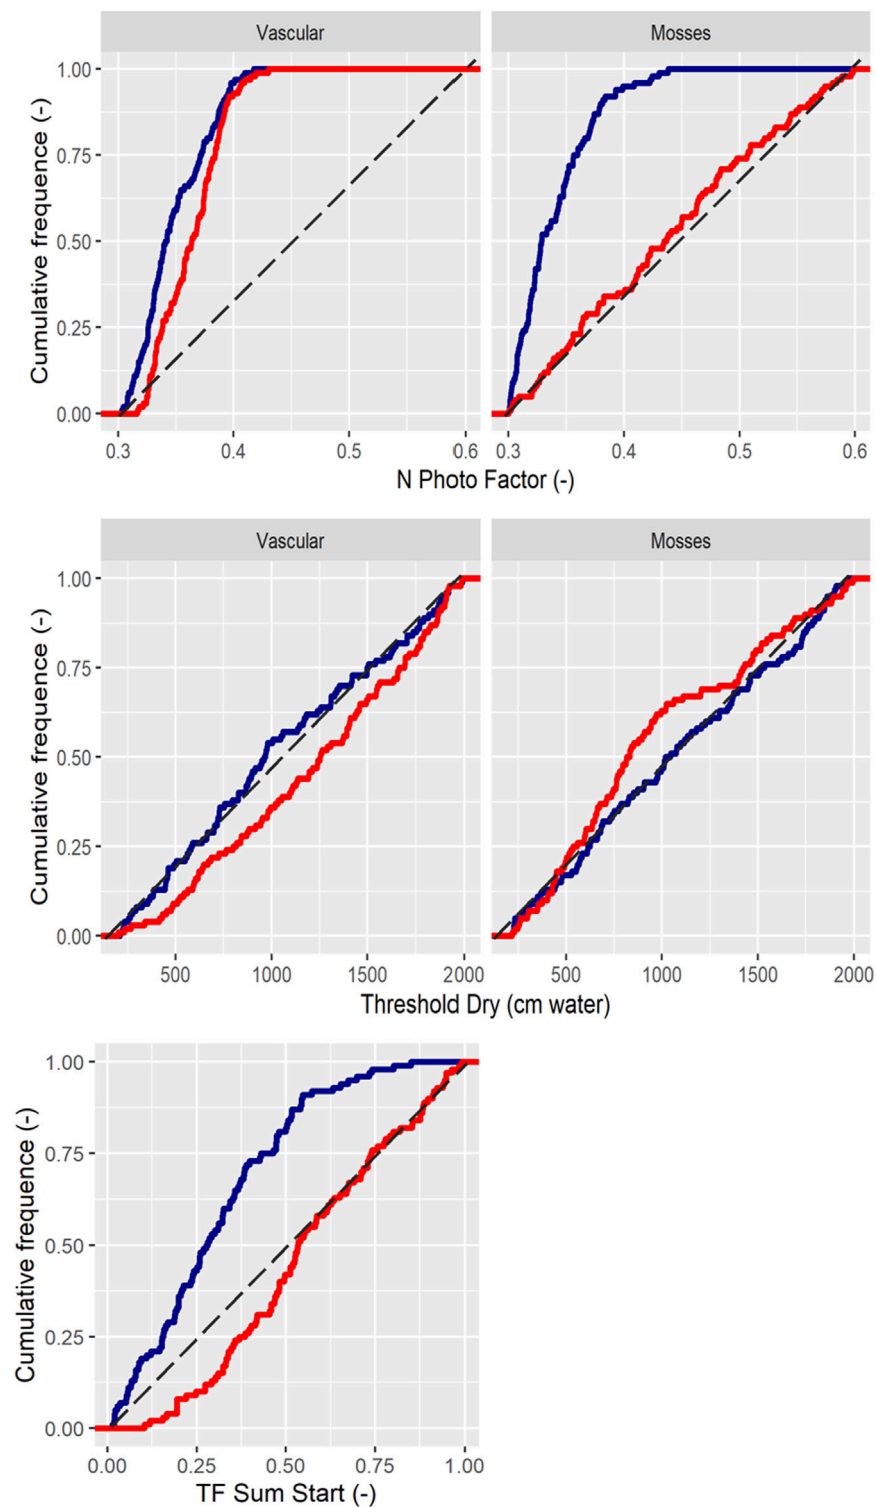 Vascular Mosses
Cumulative frequence (-)
1.00
0.75
0.50
0.25
0.00
0.3 0.4 0.5 0.6 0.3 0.4 0.5 0.6
N Photo Factor (-)
Vascular Mosses
Cumulative frequence (-)
1.00
0.75
0.50
0.25
0.00
500 1000 1500 2000 500 1000 1500 2000
Threshold Dry (cm water)
Cumulative frequence (-)
1.00
0.75
0.50
0.25
0.00
0.00 0.25 0.50 0.75 1.00
TF Sum Start (-)